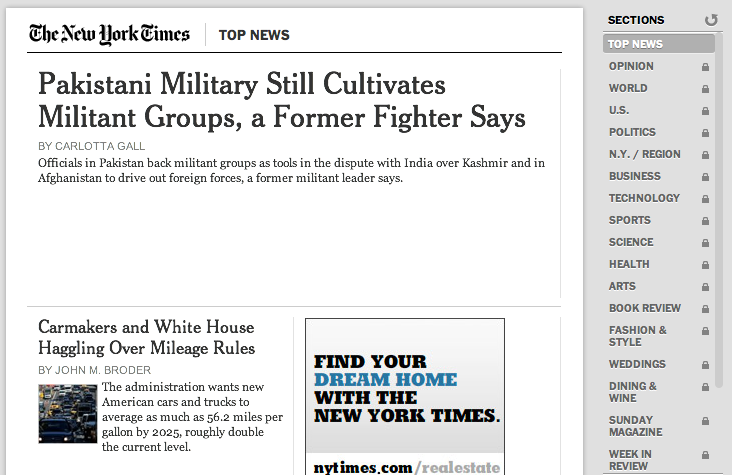 The New York Times
TOP NEWS
Pakistani Military Still Cultivates
Militant Groups, a Former Fighter Says
BY CARLOTTA GALL
Officials in Pakistan back militant groups as tools in the dispute with India over Kashmir and in
Afghanistan to drive out foreign forces, a former militant leader says.
Carmakers and White House
Haggling Over Mileage Rules
BY JOHN M. BRODER
The administration wants new
American cars and trucks to
average as much as 56.2 miles per
gallon by 2025, roughly double
the current level.
FIND YOUR
DREAM HOME
WITH THE
NEW YORK TIMES.
nytimes.com/realestate
SECTIONS
TOP NEWS
OPINION
WORLD
U.S.
POLITICS
N.Y. / REGION
BUSINESS
TECHNOLOGY
SPORTS
SCIENCE
HEALTH
ARTS
BOOK REVIEW
FASHION &
STYLE
WEDDINGS
DINING &
WINE
SUNDAY
MAGAZINE
WEEK IN
REVIEW